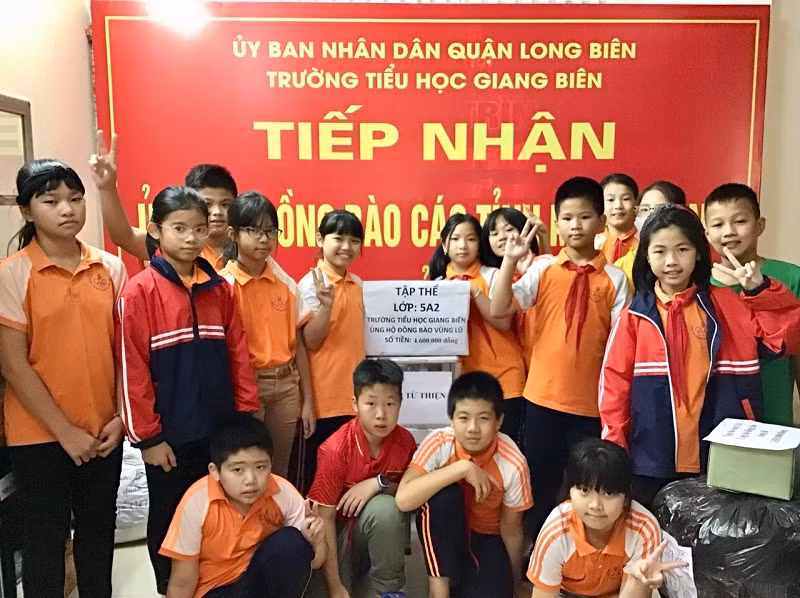 ỦY BAN NHÂN DÂN QUẬN LONG BIÊN
TRƯỜNG TIỂU HỌC GIANG BIÊN
TIẾP NHẬN
ĐỒNG BÀO CÁC TỈNH
TẬP THỂ
LỚP: 5A2
TRƯỜNG TIỂU HỌC GIANG BIÊN
ỦNG HỘ ĐỒNG BÀO VÙNG LŨ
SỐ TIỀN: 4.600.000 đồng
TỪ THIỆN